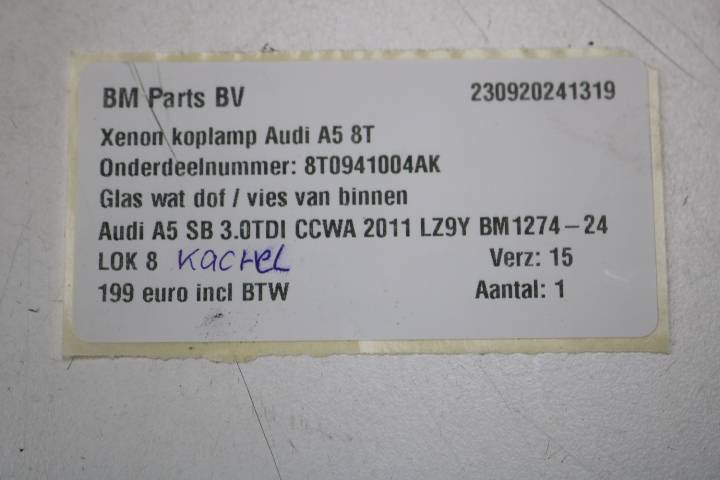 BM Parts BV 230920241319
Xenon koplamp Audi A5 8T
Onderdeelnummer: 8T0941004AK
Glas wat dof / vies van binnen
Audi A5 SB 3.0TDI CCWA 2011 LZ9Y BM1274-24
LOK 8 Kachel Verz: 15
199 euro incl BTW Aantal: 1